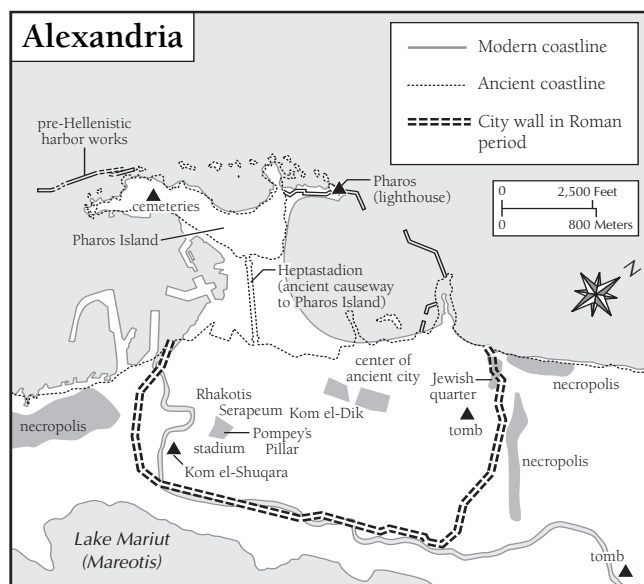 Alexandria
Modern coastline
Ancient coastline
City wall in Roman
period
0 2,500 Feet
0 800 Meters
N
pre-Hellenistic
harbor works
Pharos
(lighthouse)
cemeteries
Pharos Island
Heptastadion
(ancient causeway
to Pharos Island)
center of
ancient city
Jewish
quarter
necropolis
Rhakotis
Serapeum
Kom el-Dik
necropolis
Pompey's
Pillar
stadium
tomb
Kom el-Shuqara
necropolis
Lake Mariut
(Mareotis)
tomb